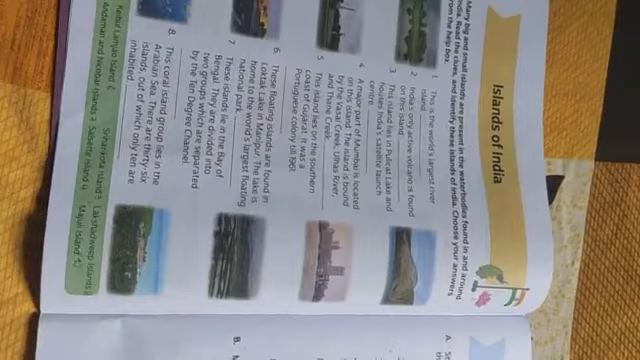 Islands of India
Many big and small islands are present in the waterbodies found in and around
India. Read the clues, and identify these islands of India. Choose your answers
from the help box.
1. This is the world's largest river
island.
2. India's only active volcano is found
on this island.
3. This island lies in Pulicat Lake and
houses India's satellite launch
centre.
4. A major part of Mumbai is located
on this island. The island is bound
by the Vasai Creek, Ulhas River,
and Thane Creek.
5. This island lies on the southern
coast of Gujarat. It was a
Portuguese colony till 1961.
6. These floating islands are found in
Loktak Lake in Manipur. The lake is
home to the world's largest floating
national park.
7. These islands lie in the Bay of
Bengal. They are divided into
two groups which are separated
by the Ten Degree Channel.
8. This coral island group lies in the
Arabian Sea. There are thirty-six
islands, out of which only ten are
inhabited.
Keibul Lamjao Island Sriharikota Island 3 Lakshadweep Islands
Andaman and Nicobar Islands Salsette Island 4 Majuli Island
A.
B.